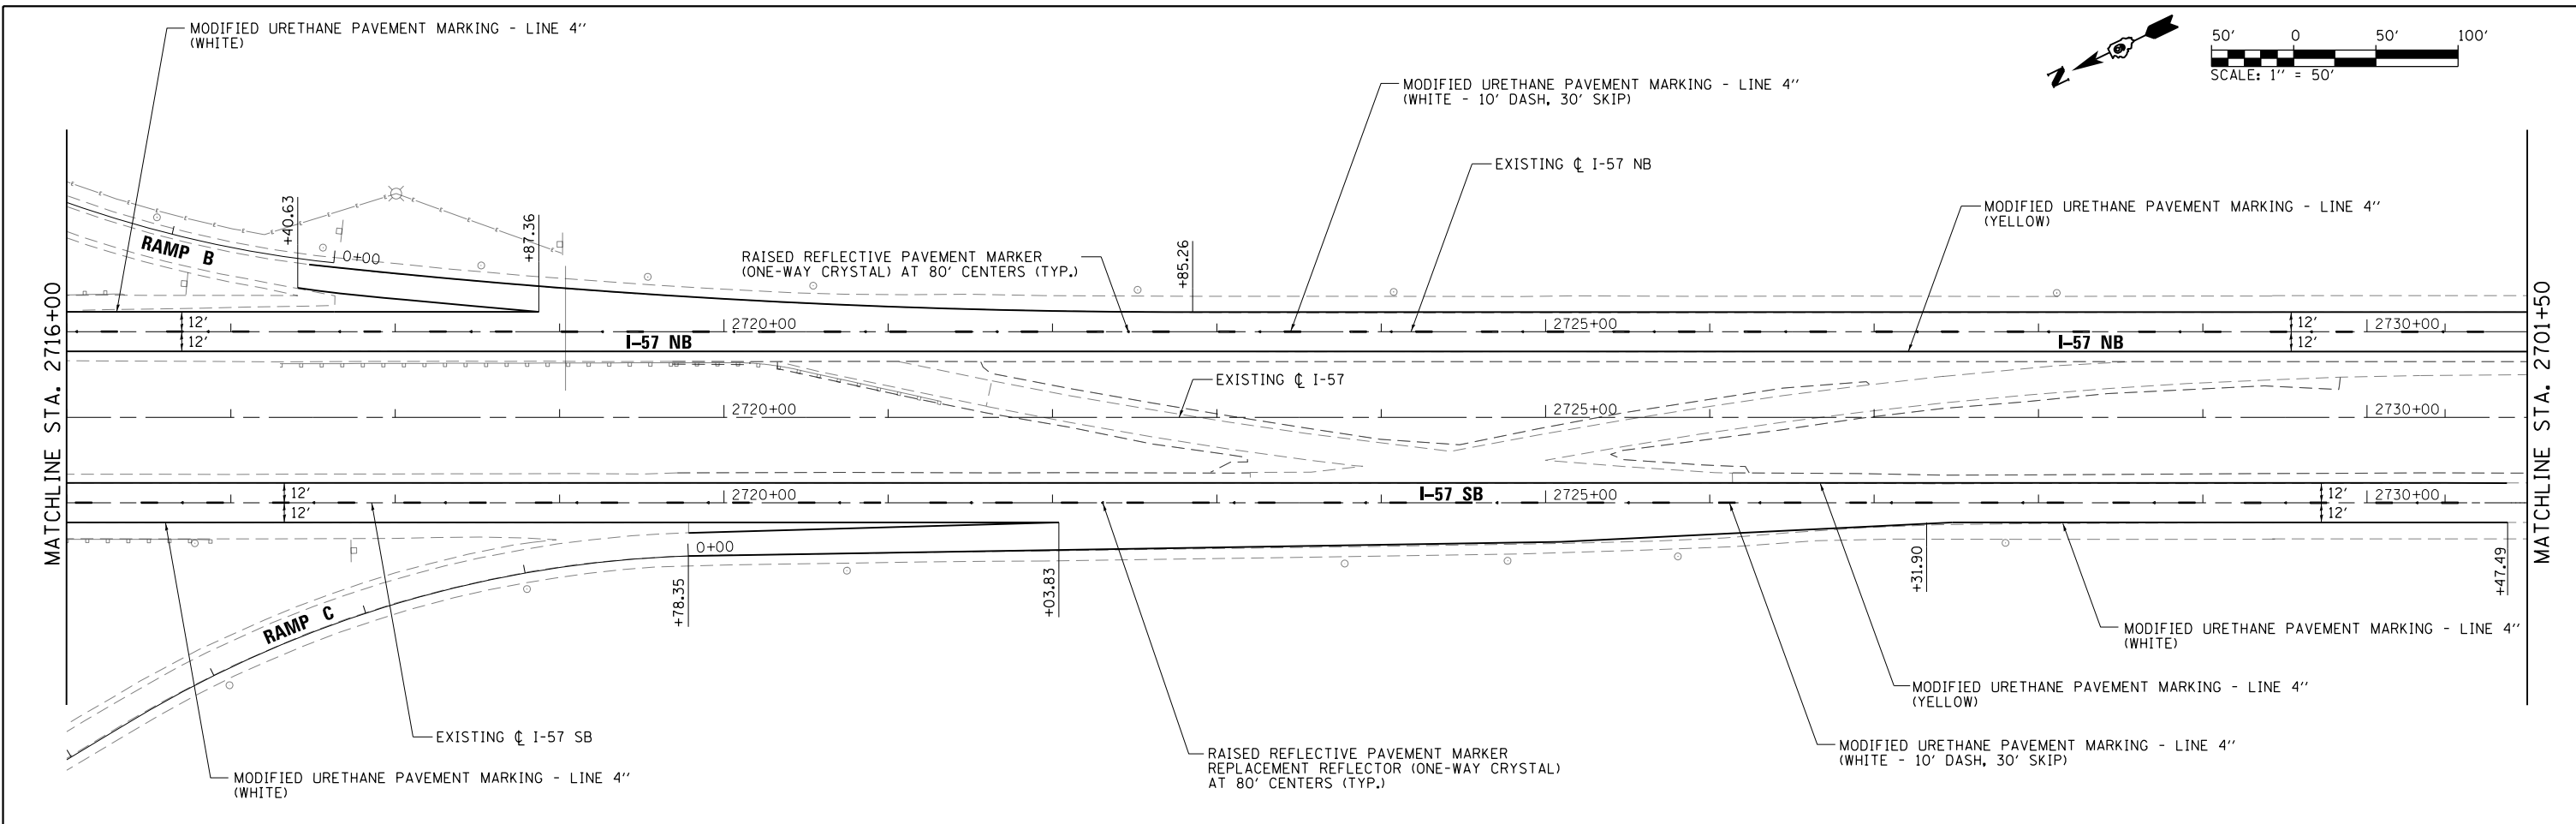 MODIFIED URETHANE PAVEMENT MARKING - LINE 4''
(WHITE)
50' 0 50' 100'
SCALE: 1'' = 50'
N
MODIFIED URETHANE PAVEMENT MARKING - LINE 4''
(WHITE - 10' DASH, 30' SKIP)
EXISTING ℄ I-57 NB
MODIFIED URETHANE PAVEMENT MARKING - LINE 4''
(YELLOW)
+40.63
+87.36
+85.26
RAMP B
0+00
RAISED REFLECTIVE PAVEMENT MARKER
(ONE-WAY CRYSTAL) AT 80' CENTERS (TYP.)
MATCHLINE STA. 2716+00
MATCHLINE STA. 2701+50
12'
12'
2720+00
2725+00
12'
12'
2730+00
I-57 NB
I-57 NB
EXISTING ℄ I-57
2720+00
2725+00
2730+00
12'
12'
2720+00
I-57 SB
2725+00
12'
12'
2730+00
0+00
+78.35
+03.83
+31.90
+47.49
RAMP C
MODIFIED URETHANE PAVEMENT MARKING - LINE 4''
(WHITE)
MODIFIED URETHANE PAVEMENT MARKING - LINE 4''
(YELLOW)
EXISTING ℄ I-57 SB
MODIFIED URETHANE PAVEMENT MARKING - LINE 4''
(WHITE - 10' DASH, 30' SKIP)
RAISED REFLECTIVE PAVEMENT MARKER
REPLACEMENT REFLECTOR (ONE-WAY CRYSTAL)
AT 80' CENTERS (TYP.)
MODIFIED URETHANE PAVEMENT MARKING - LINE 4''
(WHITE)